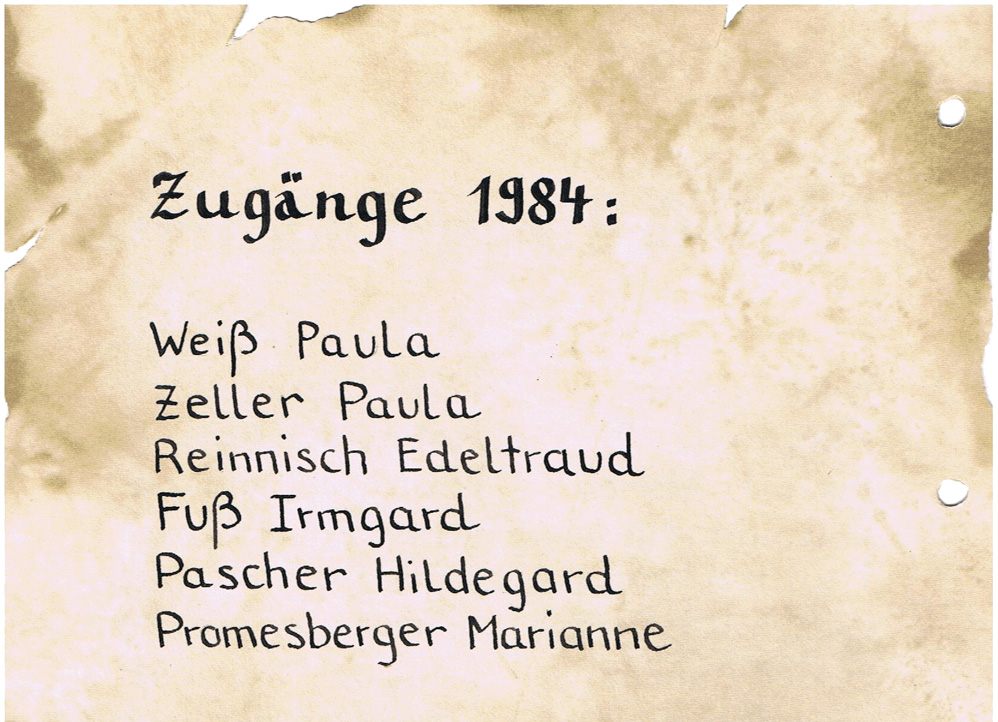 Zugänge 1984:
Weiß Paula
Zeller Paula
Reinnisch Edeltraud
Fuß Irmgard
Pascher Hildegard
Promesberger Marianne